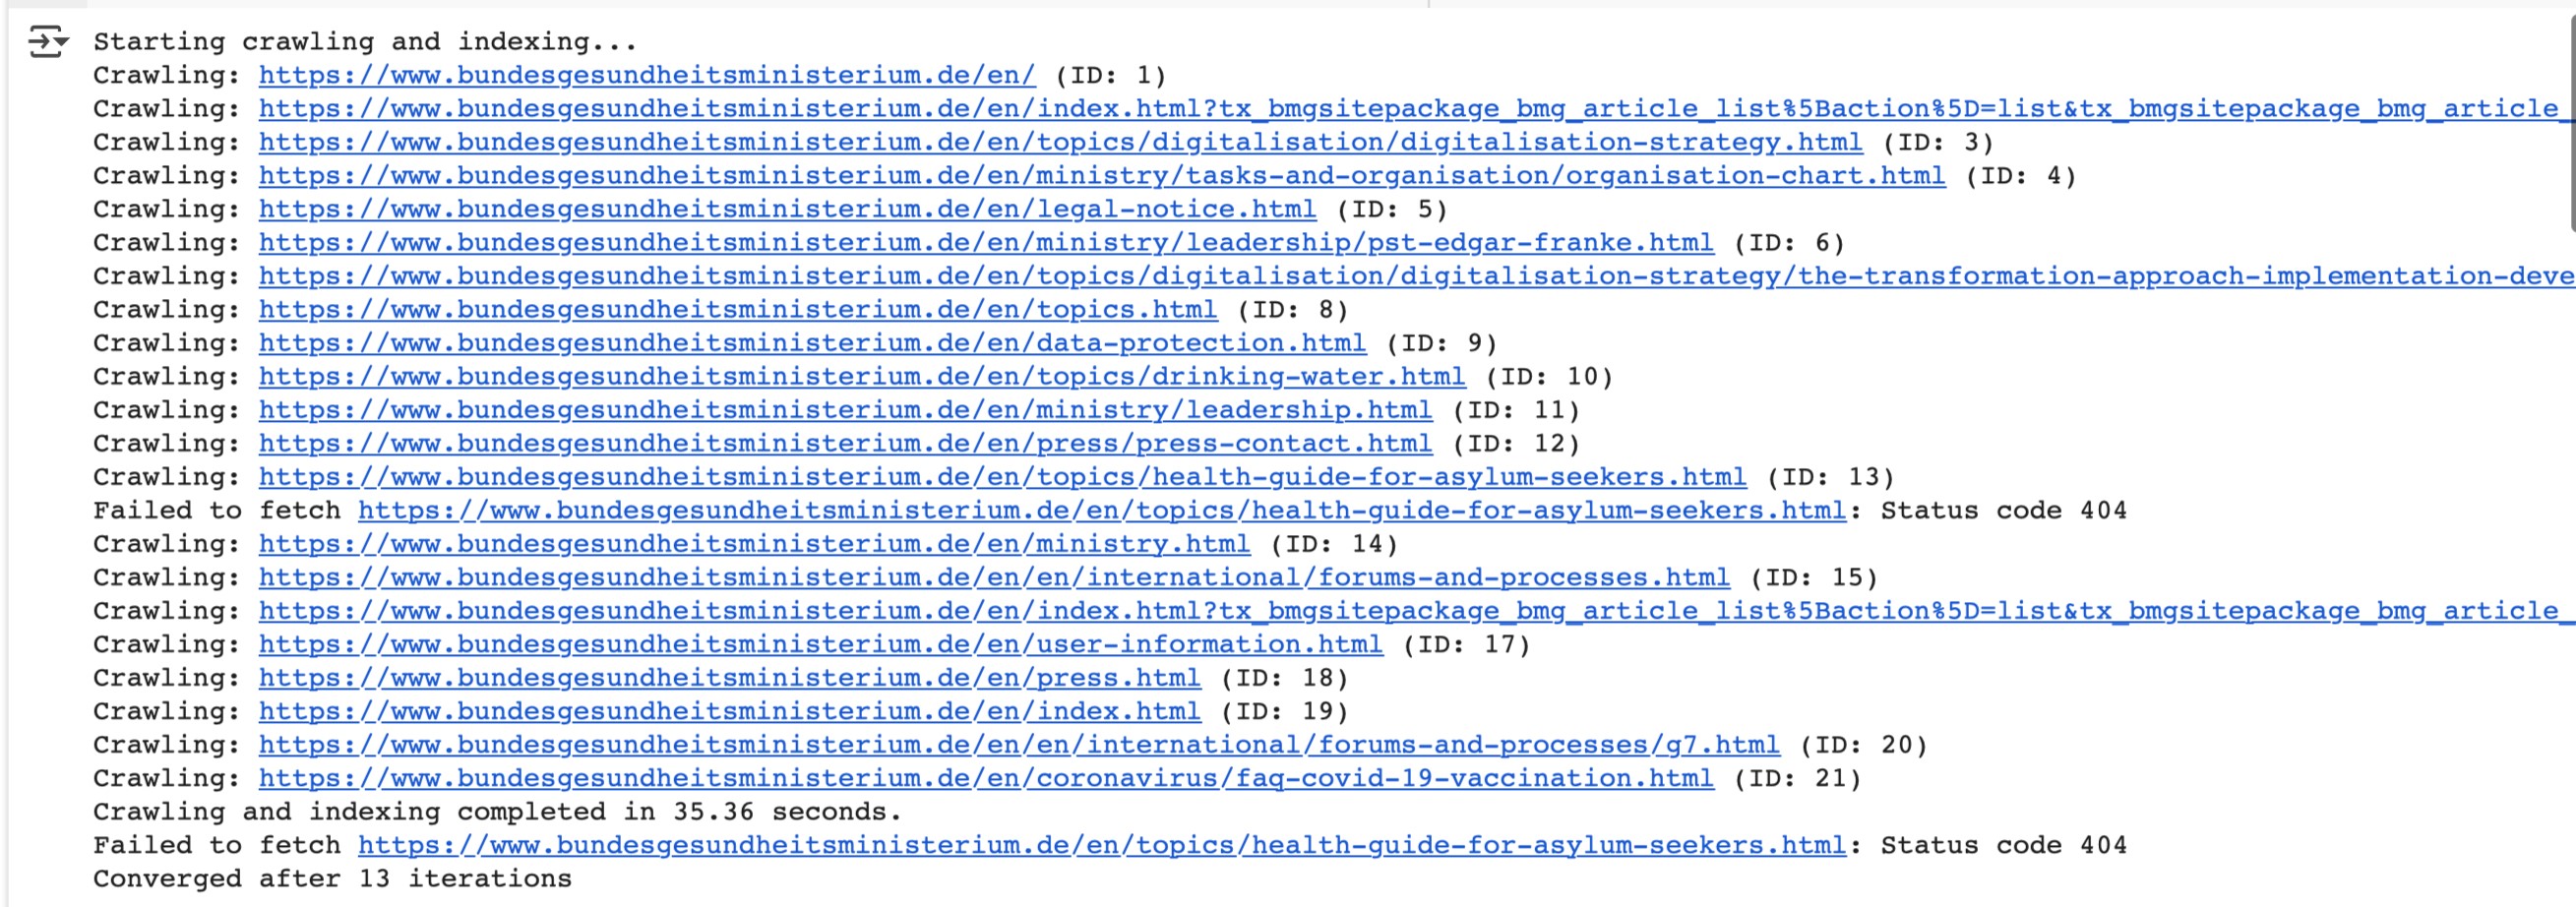 Starting crawling and indexing...
Crawling: https://www.bundesgesundheitsministerium.de/en/ (ID: 1)
Crawling: https://www.bundesgesundheitsministerium.de/en/index.html?tx_bmgsitepackage_bmg_article_list%5Baction%5D=list&tx_bmgsitepackage_bmg_article_
Crawling: https://www.bundesgesundheitsministerium.de/en/topics/digitalisation/digitalisation-strategy.html (ID: 3)
Crawling: https://www.bundesgesundheitsministerium.de/en/ministry/tasks-and-organisation/organisation-chart.html (ID: 4)
Crawling: https://www.bundesgesundheitsministerium.de/en/legal-notice.html (ID: 5)
Crawling: https://www.bundesgesundheitsministerium.de/en/ministry/leadership/pst-edgar-franke.html (ID: 6)
Crawling: https://www.bundesgesundheitsministerium.de/en/topics/digitalisation/digitalisation-strategy/the-transformation-approach-implementation-deve
Crawling: https://www.bundesgesundheitsministerium.de/en/topics.html (ID: 8)
Crawling: https://www.bundesgesundheitsministerium.de/en/data-protection.html (ID: 9)
Crawling: https://www.bundesgesundheitsministerium.de/en/topics/drinking-water.html (ID: 10)
Crawling: https://www.bundesgesundheitsministerium.de/en/ministry/leadership.html (ID: 11)
Crawling: https://www.bundesgesundheitsministerium.de/en/press/press-contact.html (ID: 12)
Crawling: https://www.bundesgesundheitsministerium.de/en/topics/health-guide-for-asylum-seekers.html (ID: 13)
Failed to fetch https://www.bundesgesundheitsministerium.de/en/topics/health-guide-for-asylum-seekers.html: Status code 404
Crawling: https://www.bundesgesundheitsministerium.de/en/ministry.html (ID: 14)
Crawling: https://www.bundesgesundheitsministerium.de/en/en/international/forums-and-processes.html (ID: 15)
Crawling: https://www.bundesgesundheitsministerium.de/en/index.html?tx_bmgsitepackage_bmg_article_list%5Baction%5D=list&tx_bmgsitepackage_bmg_article_
Crawling: https://www.bundesgesundheitsministerium.de/en/user-information.html (ID: 17)
Crawling: https://www.bundesgesundheitsministerium.de/en/press.html (ID: 18)
Crawling: https://www.bundesgesundheitsministerium.de/en/index.html (ID: 19)
Crawling: https://www.bundesgesundheitsministerium.de/en/en/international/forums-and-processes/g7.html (ID: 20)
Crawling: https://www.bundesgesundheitsministerium.de/en/coronavirus/faq-covid-19-vaccination.html (ID: 21)
Crawling and indexing completed in 35.36 seconds.
Failed to fetch https://www.bundesgesundheitsministerium.de/en/topics/health-guide-for-asylum-seekers.html: Status code 404
Converged after 13 iterations